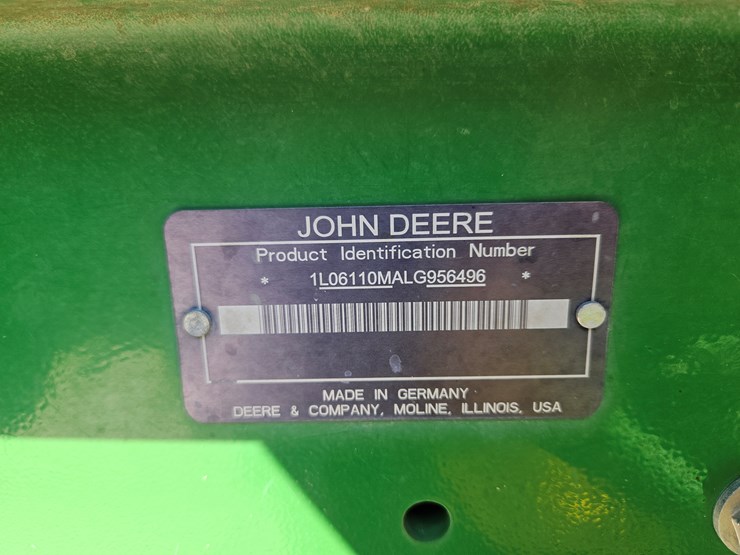 JOHN DEERE
Product Identification Number
* 1L06110MALG956496 *
MADE IN GERMANY
DEERE & COMPANY, MOLINE, ILLINOIS, USA